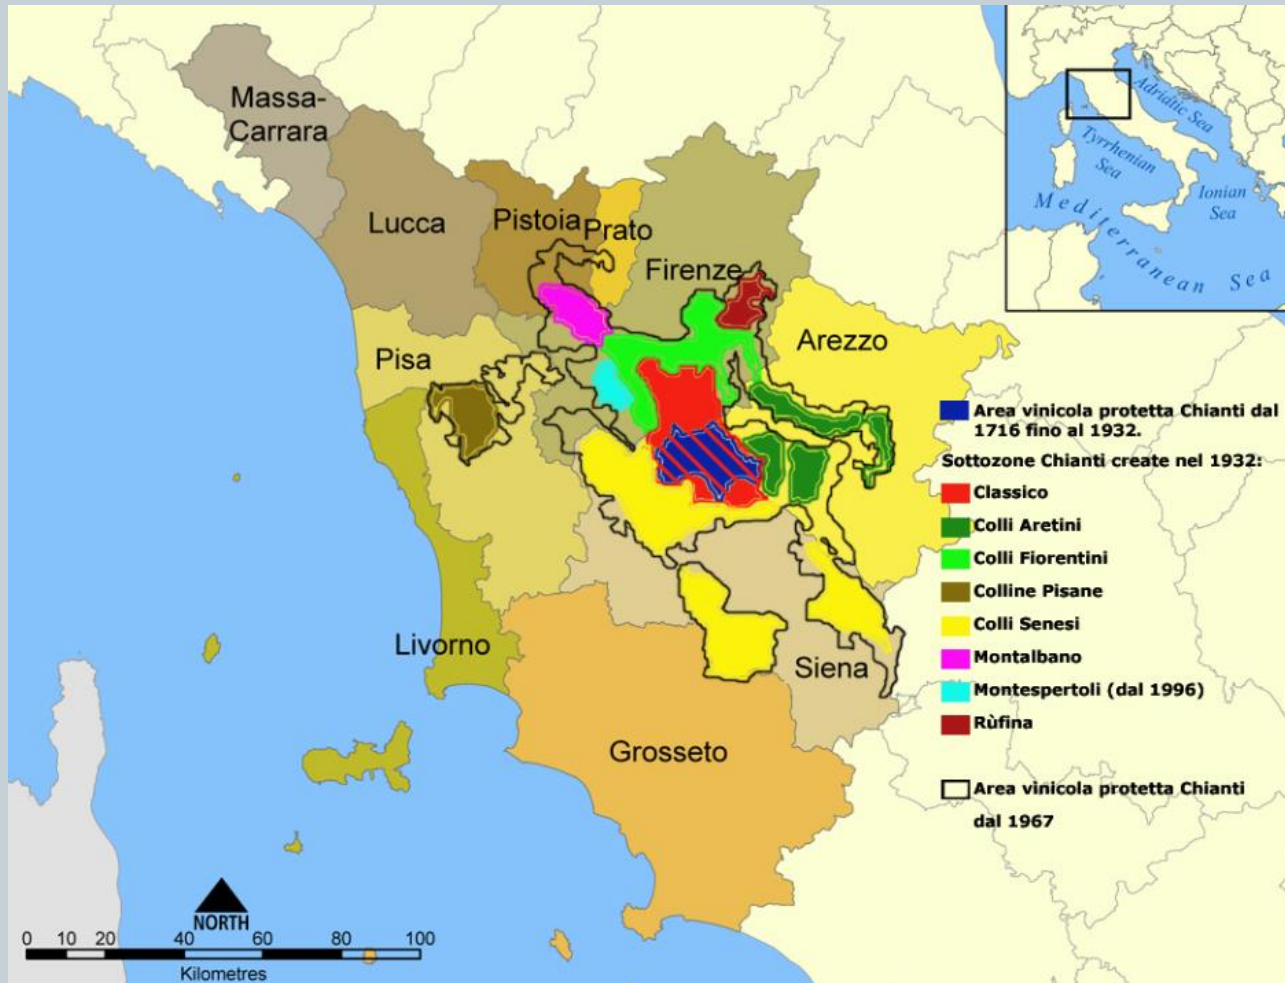 Massa-
Carrara
Lucca
Pistoia
Prato
Firenze
Pisa
Arezzo
Livorno
Siena
Grosseto
Adriatic Sea
Tyrrhenian
Sea
Ionian
Sea
Mediterranean Sea
Area vinicola protetta Chianti dal
1716 fino al 1932.
Sottozone Chianti create nel 1932:
Classico
Colli Aretini
Colli Fiorentini
Colline Pisane
Colli Senesi
Montalbano
Montespertoli (dal 1996)
Rùfina
Area vinicola protetta Chianti
dal 1967
NORTH
0 10 20 40 60 80 100
Kilometres